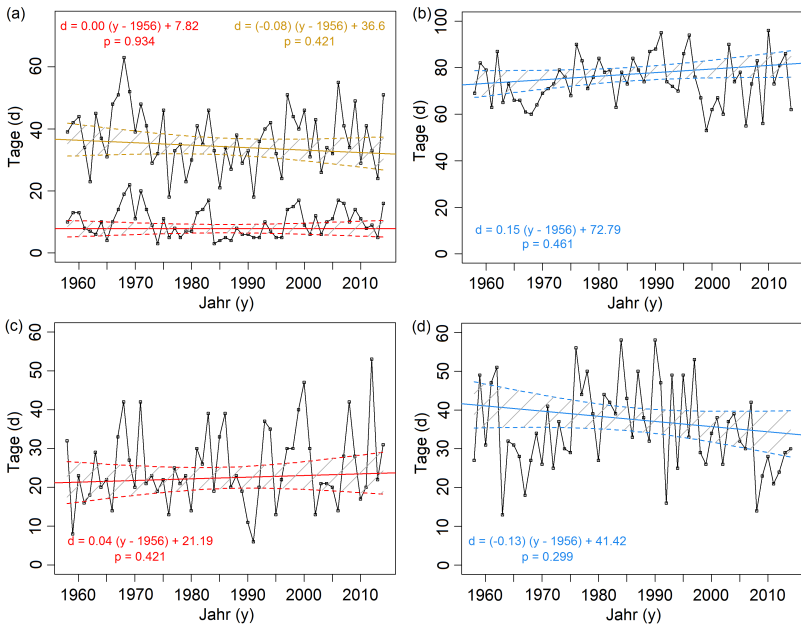 (a)
d = 0.00 (y - 1956) + 7.82
p = 0.934
d = (-0.08) (y - 1956) + 36.6
p = 0.421
Tage (d)
0 20 40 60
1960 1970 1980 1990 2000 2010
Jahr (y)
(b)
Tage (d)
0 20 40 60 80 100
d = 0.15 (y - 1956) + 72.79
p = 0.461
1960 1970 1980 1990 2000 2010
Jahr (y)
(c)
Tage (d)
0 10 20 30 40 50 60
d = 0.04 (y - 1956) + 21.19
p = 0.421
1960 1970 1980 1990 2000 2010
Jahr (y)
(d)
Tage (d)
0 10 20 30 40 50 60
d = (-0.13) (y - 1956) + 41.42
p = 0.299
1960 1970 1980 1990 2000 2010
Jahr (y)